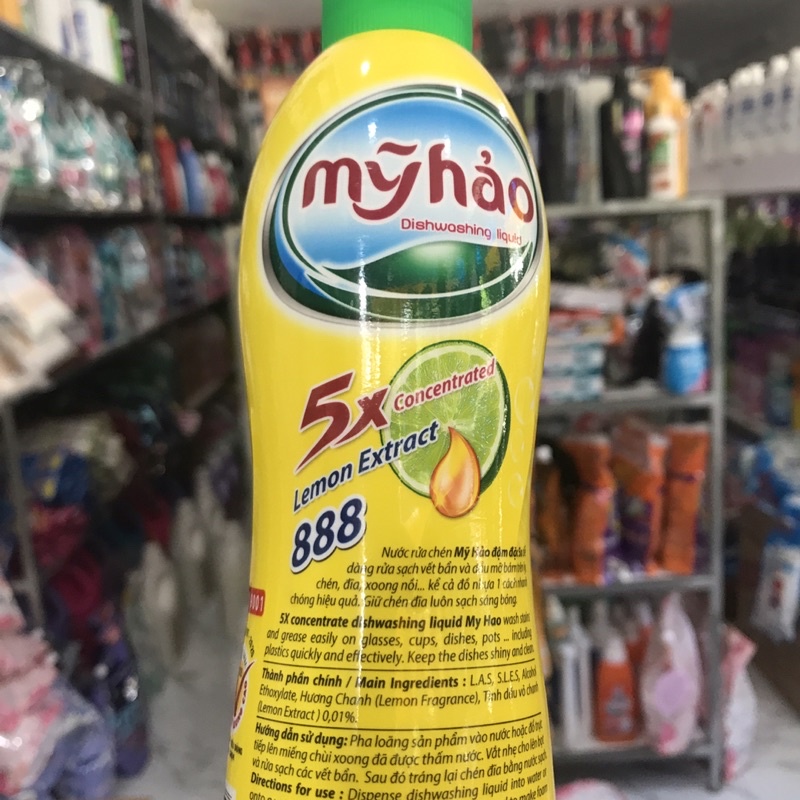 mỹhảo
Dishwashing liquid
5x Concentrated
Lemon Extract
888
Nước rửa chén Mỹ Hảo đậm đặc
dàng rửa sạch vết bẩn và dầu mỡ bám trên ly,
chén, đĩa, xoong nồi... kể cả đồ nhựa 1 cách nhanh
chóng hiệu quả. Giữ chén đĩa luôn sạch sáng bóng.
5X concentrate dishwashing liquid My Hao wash stain
and grease easily on glasses, cups, dishes, pots ... including
plastics quickly and effectively. Keep the dishes shiny and clean.
Thành phần chính / Main Ingredients : L.A.S, S.L.E.S, Alcohol
Ethoxylate, Hương Chanh (Lemon Fragrance), Tinh dầu vỏ chanh
(Lemon Extract ) 0,01%.
Hướng dẫn sử dụng: Pha loãng sản phẩm vào nước hoặc đổ trực
tiếp lên miếng chùi xoong đã được thấm nước. Vắt nhẹ cho lên bọt
và rửa sạch các vết bẩn. Sau đó tráng lại chén đĩa bằng nước sạch.
Directions for use : Dispense dishwashing liquid into water or